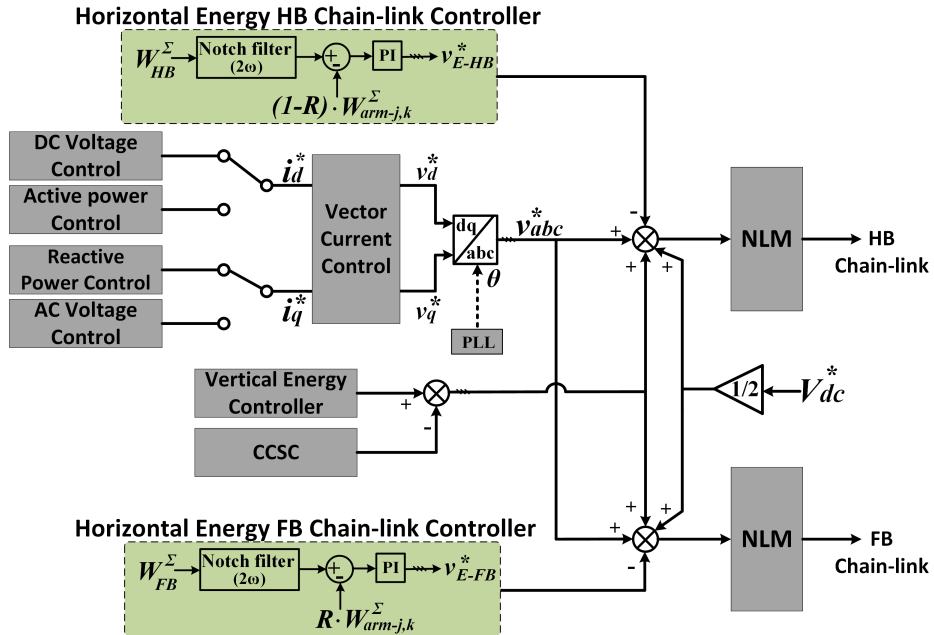 Horizontal Energy HB Chain-link Controller
W^Σ_HB
Notch filter
(2ω)
+
-
PI
v^*_E-HB
(1-R)·W^Σ_arm-j,k
DC Voltage
Control
Active power
Control
Reactive
Power Control
AC Voltage
Control
i^*_d
i^*_q
Vector
Current
Control
v^*_d
v^*_q
dq
abc
θ
PLL
v^*_abc
-
+
+
+
NLM
HB
Chain-link
Vertical Energy
Controller
+
-
CCSC
1/2
V^*_dc
Horizontal Energy FB Chain-link Controller
W^Σ_FB
Notch filter
(2ω)
+
-
PI
v^*_E-FB
R·W^Σ_arm-j,k
+
+
+
-
NLM
FB
Chain-link